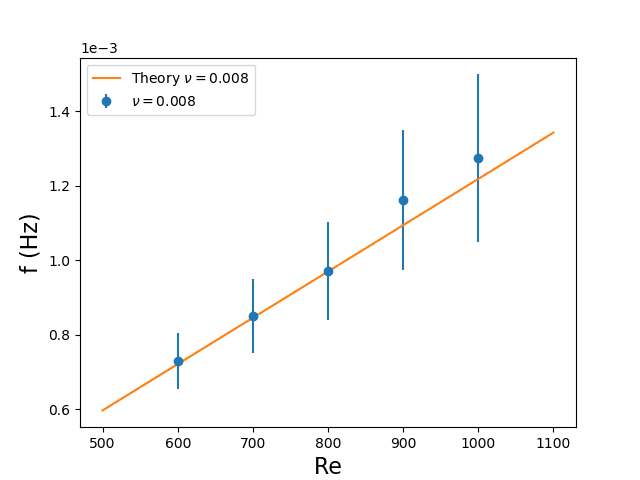 1e−3
Theory ν = 0.008
ν = 0.008
1.4
1.2
1.0
0.8
0.6
f (Hz)
500 600 700 800 900 1000 1100
Re